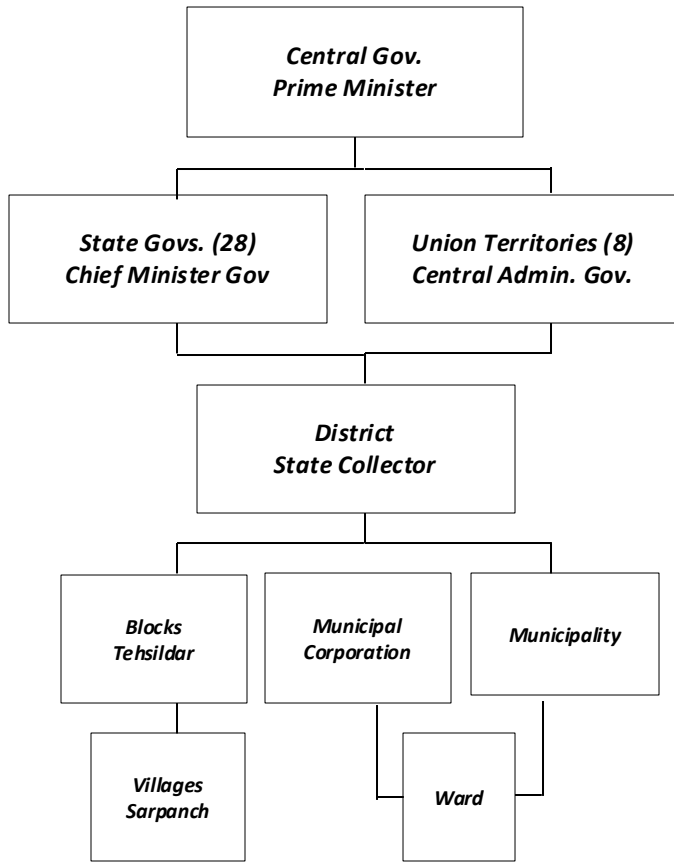 Central Gov.
Prime Minister
State Govs. (28)
Chief Minister Gov
Union Territories (8)
Central Admin. Gov.
District
State Collector
Blocks
Tehsildar
Municipal
Corporation
Municipality
Villages
Sarpanch
Ward